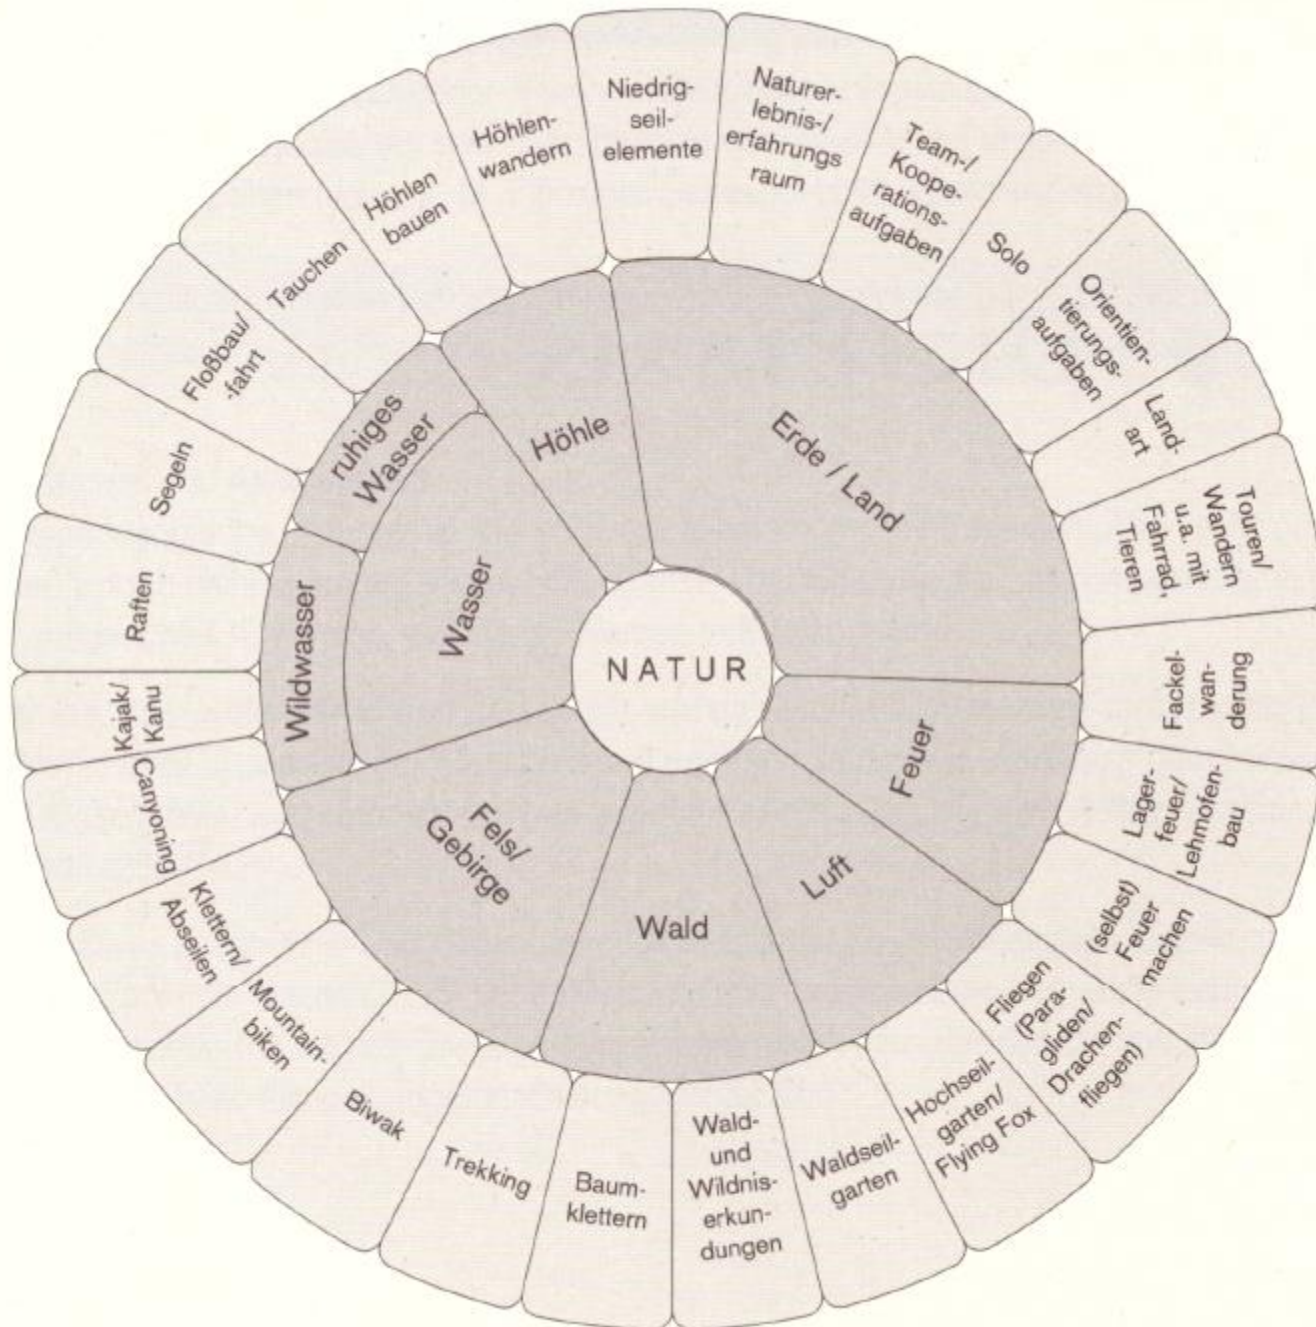 NATUR
Erde / Land
Feuer
Luft
Wald
Fels/
Gebirge
Wasser
Wildwasser
ruhiges
Wasser
Höhle
Niedrig-
seil-
elemente
Naturer-
lebnis-/
erfahrungs
raum
Team-/
Koope-
rations-
aufgaben
Solo
Orientien-
tierungs-
aufgaben
Land-
art
Touren/
Wandern
u.a. mit
Fahrrad,
Tieren
Fackel-
wan-
derung
Lager-
feuer/
Lehmofen-
bau
(selbst)
Feuer
machen
Fliegen
(Para-
gliden/
Drachen-
fliegen)
Hochseil-
garten/
Flying Fox
Waldseil-
garten
Wald-
und
Wildnis-
erkun-
dungen
Baum-
klettern
Trekking
Biwak
Mountain-
biken
Klettern/
Abseilen
Canyoning
Kajak/
Kanu
Raften
Segeln
Floßbau/
-fahrt
Tauchen
Höhlen
bauen
Höhlen-
wandern